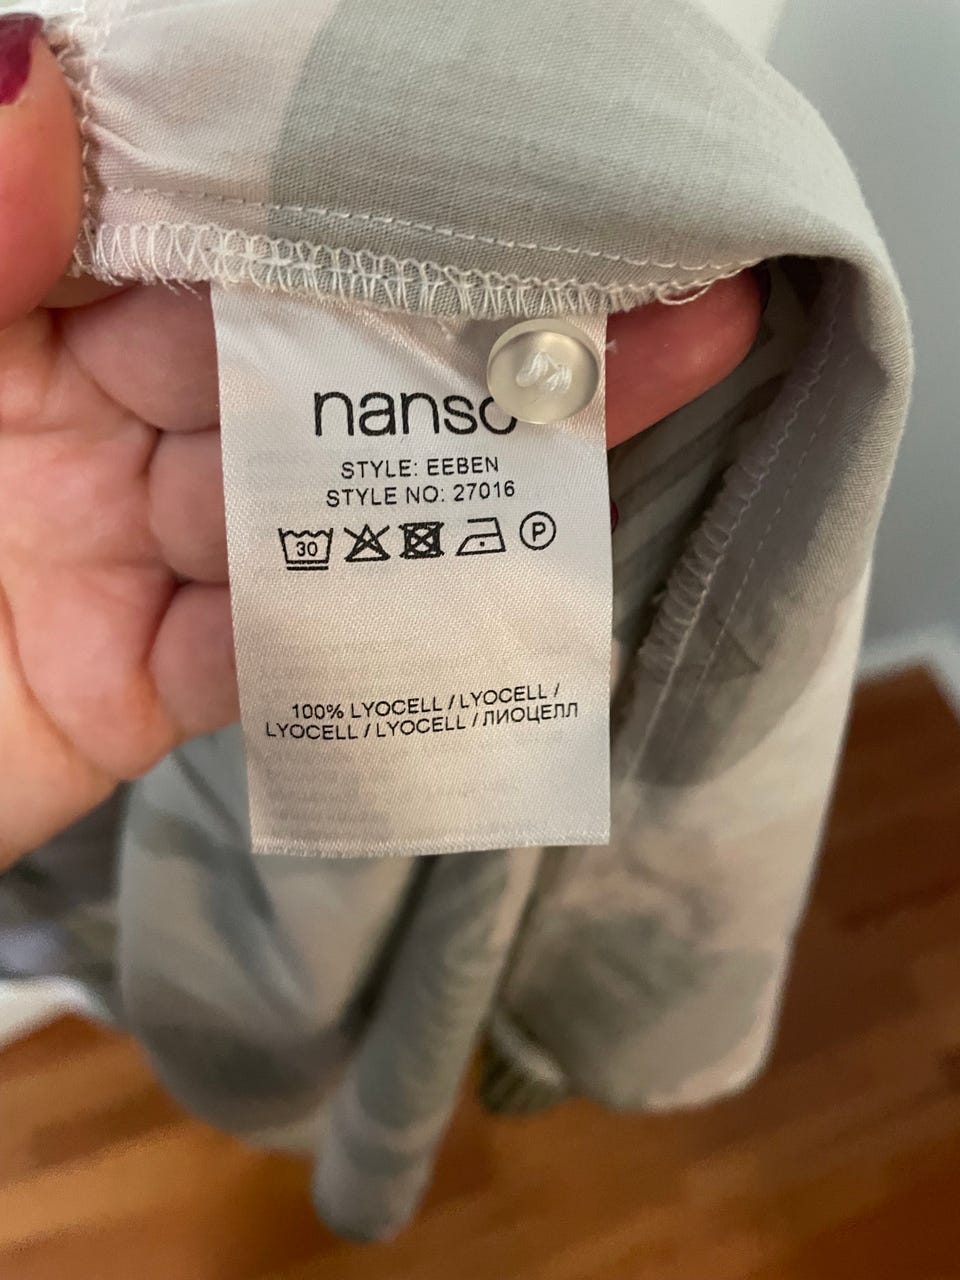 nanso
STYLE: EEBEN
STYLE NO: 27016
30 P
100% LYOCELL / LYOCELL /
LYOCELL / LYOCELL / ЛИОЦЕЛЛ